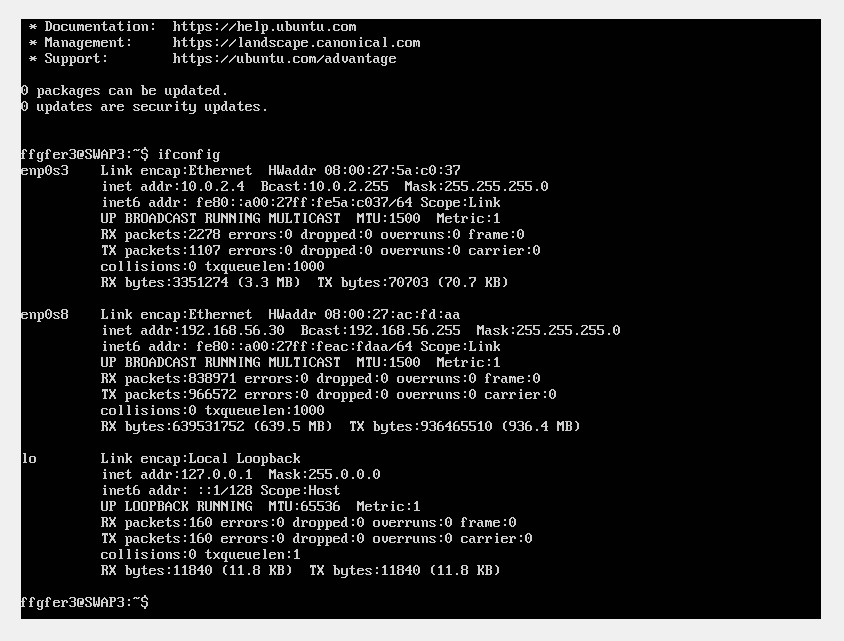 * Documentation:  https://help.ubuntu.com
* Management:     https://landscape.canonical.com
* Support:        https://ubuntu.com/advantage
0 packages can be updated.
0 updates are security updates.
ffgfer3@SWAP3:~$ ifconfig
enp0s3    Link encap:Ethernet  HWaddr 08:00:27:5a:c0:37
          inet addr:10.0.2.4  Bcast:10.0.2.255  Mask:255.255.255.0
          inet6 addr: fe80::a00:27ff:fe5a:c037/64 Scope:Link
          UP BROADCAST RUNNING MULTICAST  MTU:1500  Metric:1
          RX packets:2278 errors:0 dropped:0 overruns:0 frame:0
          TX packets:1107 errors:0 dropped:0 overruns:0 carrier:0
          collisions:0 txqueuelen:1000
          RX bytes:3351274 (3.3 MB)  TX bytes:70703 (70.7 KB)
enp0s8    Link encap:Ethernet  HWaddr 08:00:27:ac:fd:aa
          inet addr:192.168.56.30  Bcast:192.168.56.255  Mask:255.255.255.0
          inet6 addr: fe80::a00:27ff:feac:fdaa/64 Scope:Link
          UP BROADCAST RUNNING MULTICAST  MTU:1500  Metric:1
          RX packets:838971 errors:0 dropped:0 overruns:0 frame:0
          TX packets:966572 errors:0 dropped:0 overruns:0 carrier:0
          collisions:0 txqueuelen:1000
          RX bytes:639531752 (639.5 MB)  TX bytes:936465510 (936.4 MB)
lo        Link encap:Local Loopback
          inet addr:127.0.0.1  Mask:255.0.0.0
          inet6 addr: ::1/128 Scope:Host
          UP LOOPBACK RUNNING  MTU:65536  Metric:1
          RX packets:160 errors:0 dropped:0 overruns:0 frame:0
          TX packets:160 errors:0 dropped:0 overruns:0 carrier:0
          collisions:0 txqueuelen:1
          RX bytes:11840 (11.8 KB)  TX bytes:11840 (11.8 KB)
ffgfer3@SWAP3:~$